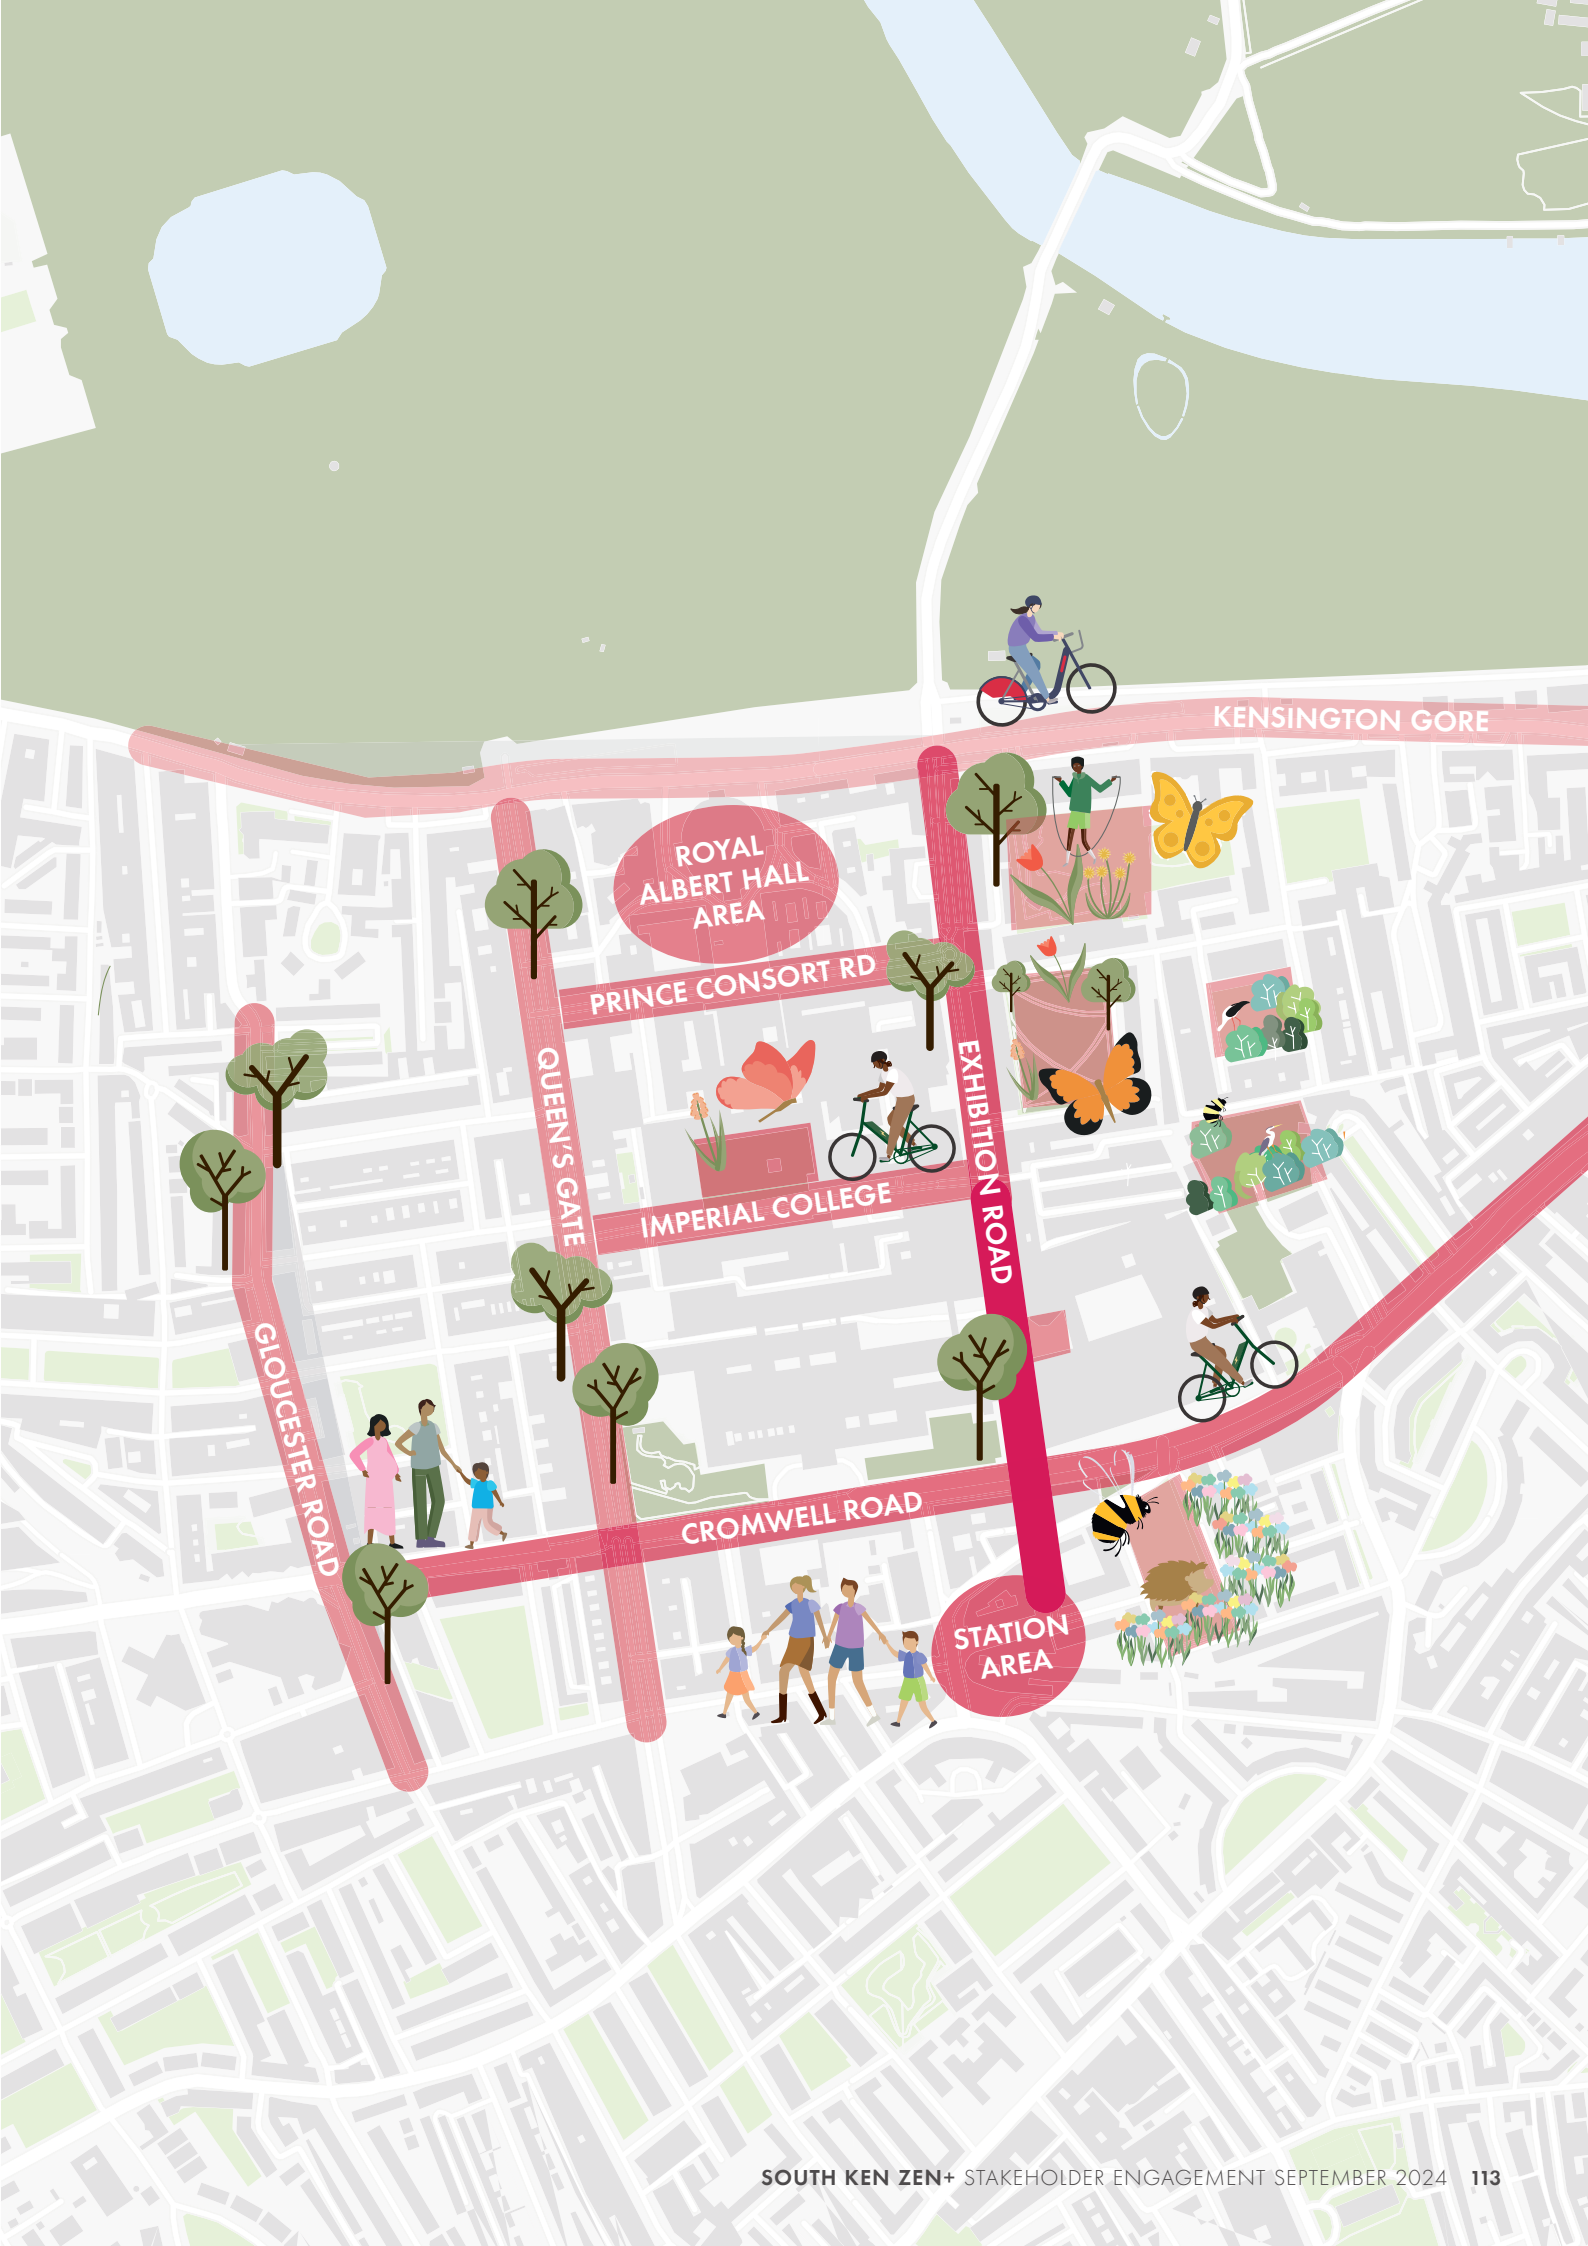 KENSINGTON GORE
ROYAL
ALBERT HALL
AREA
PRINCE CONSORT RD
QUEEN'S GATE
EXHIBITION ROAD
IMPERIAL COLLEGE
GLOUCESTER ROAD
CROMWELL ROAD
STATION
AREA
SOUTH KEN ZEN+ STAKEHOLDER ENGAGEMENT SEPTEMBER 2024 113